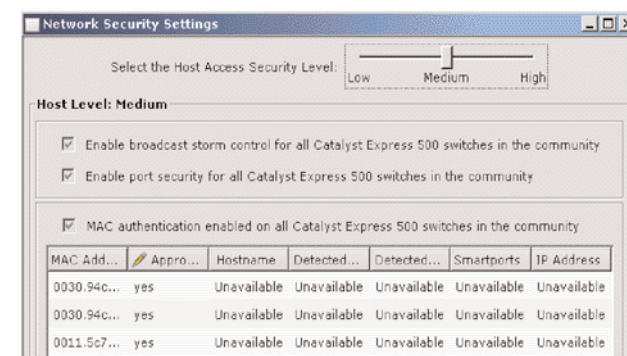 Network Security Settings
Select the Host Access Security Level:
Low Medium High
Host Level: Medium
Enable broadcast storm control for all Catalyst Express 500 switches in the community
Enable port security for all Catalyst Express 500 switches in the community
MAC authentication enabled on all Catalyst Express 500 switches in the community
MAC Add... Appro... Hostname Detected... Detected... Smartports IP Address
0030.94c... yes Unavailable Unavailable Unavailable Unavailable Unavailable
0030.94c... yes Unavailable Unavailable Unavailable Unavailable Unavailable
0011.5c7... yes Unavailable Unavailable Unavailable Unavailable Unavailable